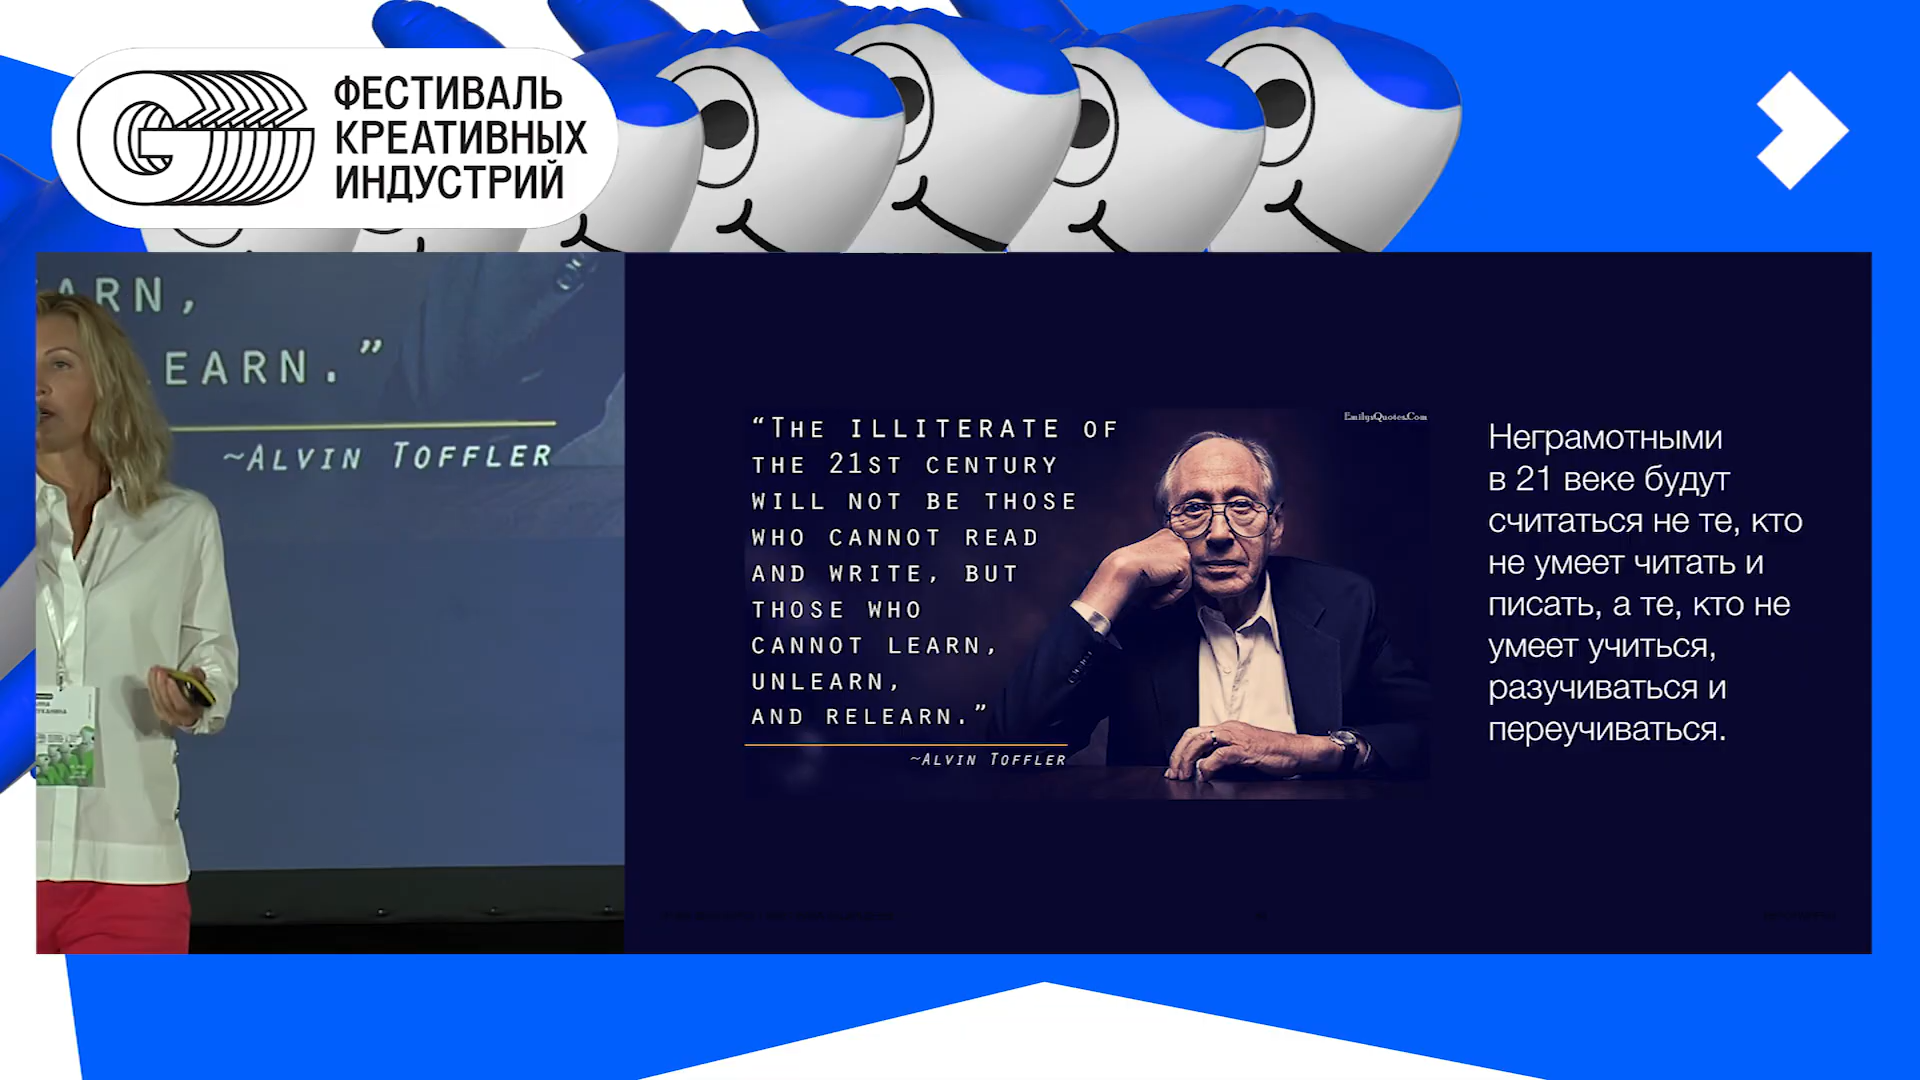 ФЕСТИВАЛЬ
КРЕАТИВНЫХ
ИНДУСТРИЙ
ARN,
LEARN.”
~ALVIN TOFFLER
“THE ILLITERATE OF
THE 21ST CENTURY
WILL NOT BE THOSE
WHO CANNOT READ
AND WRITE, BUT
THOSE WHO
CANNOT LEARN,
UNLEARN,
AND RELEARN.”
~ALVIN TOFFLER
EmilysQuotes.Com
Неграмотными
в 21 веке будут
считаться не те, кто
не умеет читать и
писать, а те, кто не
умеет учиться,
разучиваться и
переучиваться.